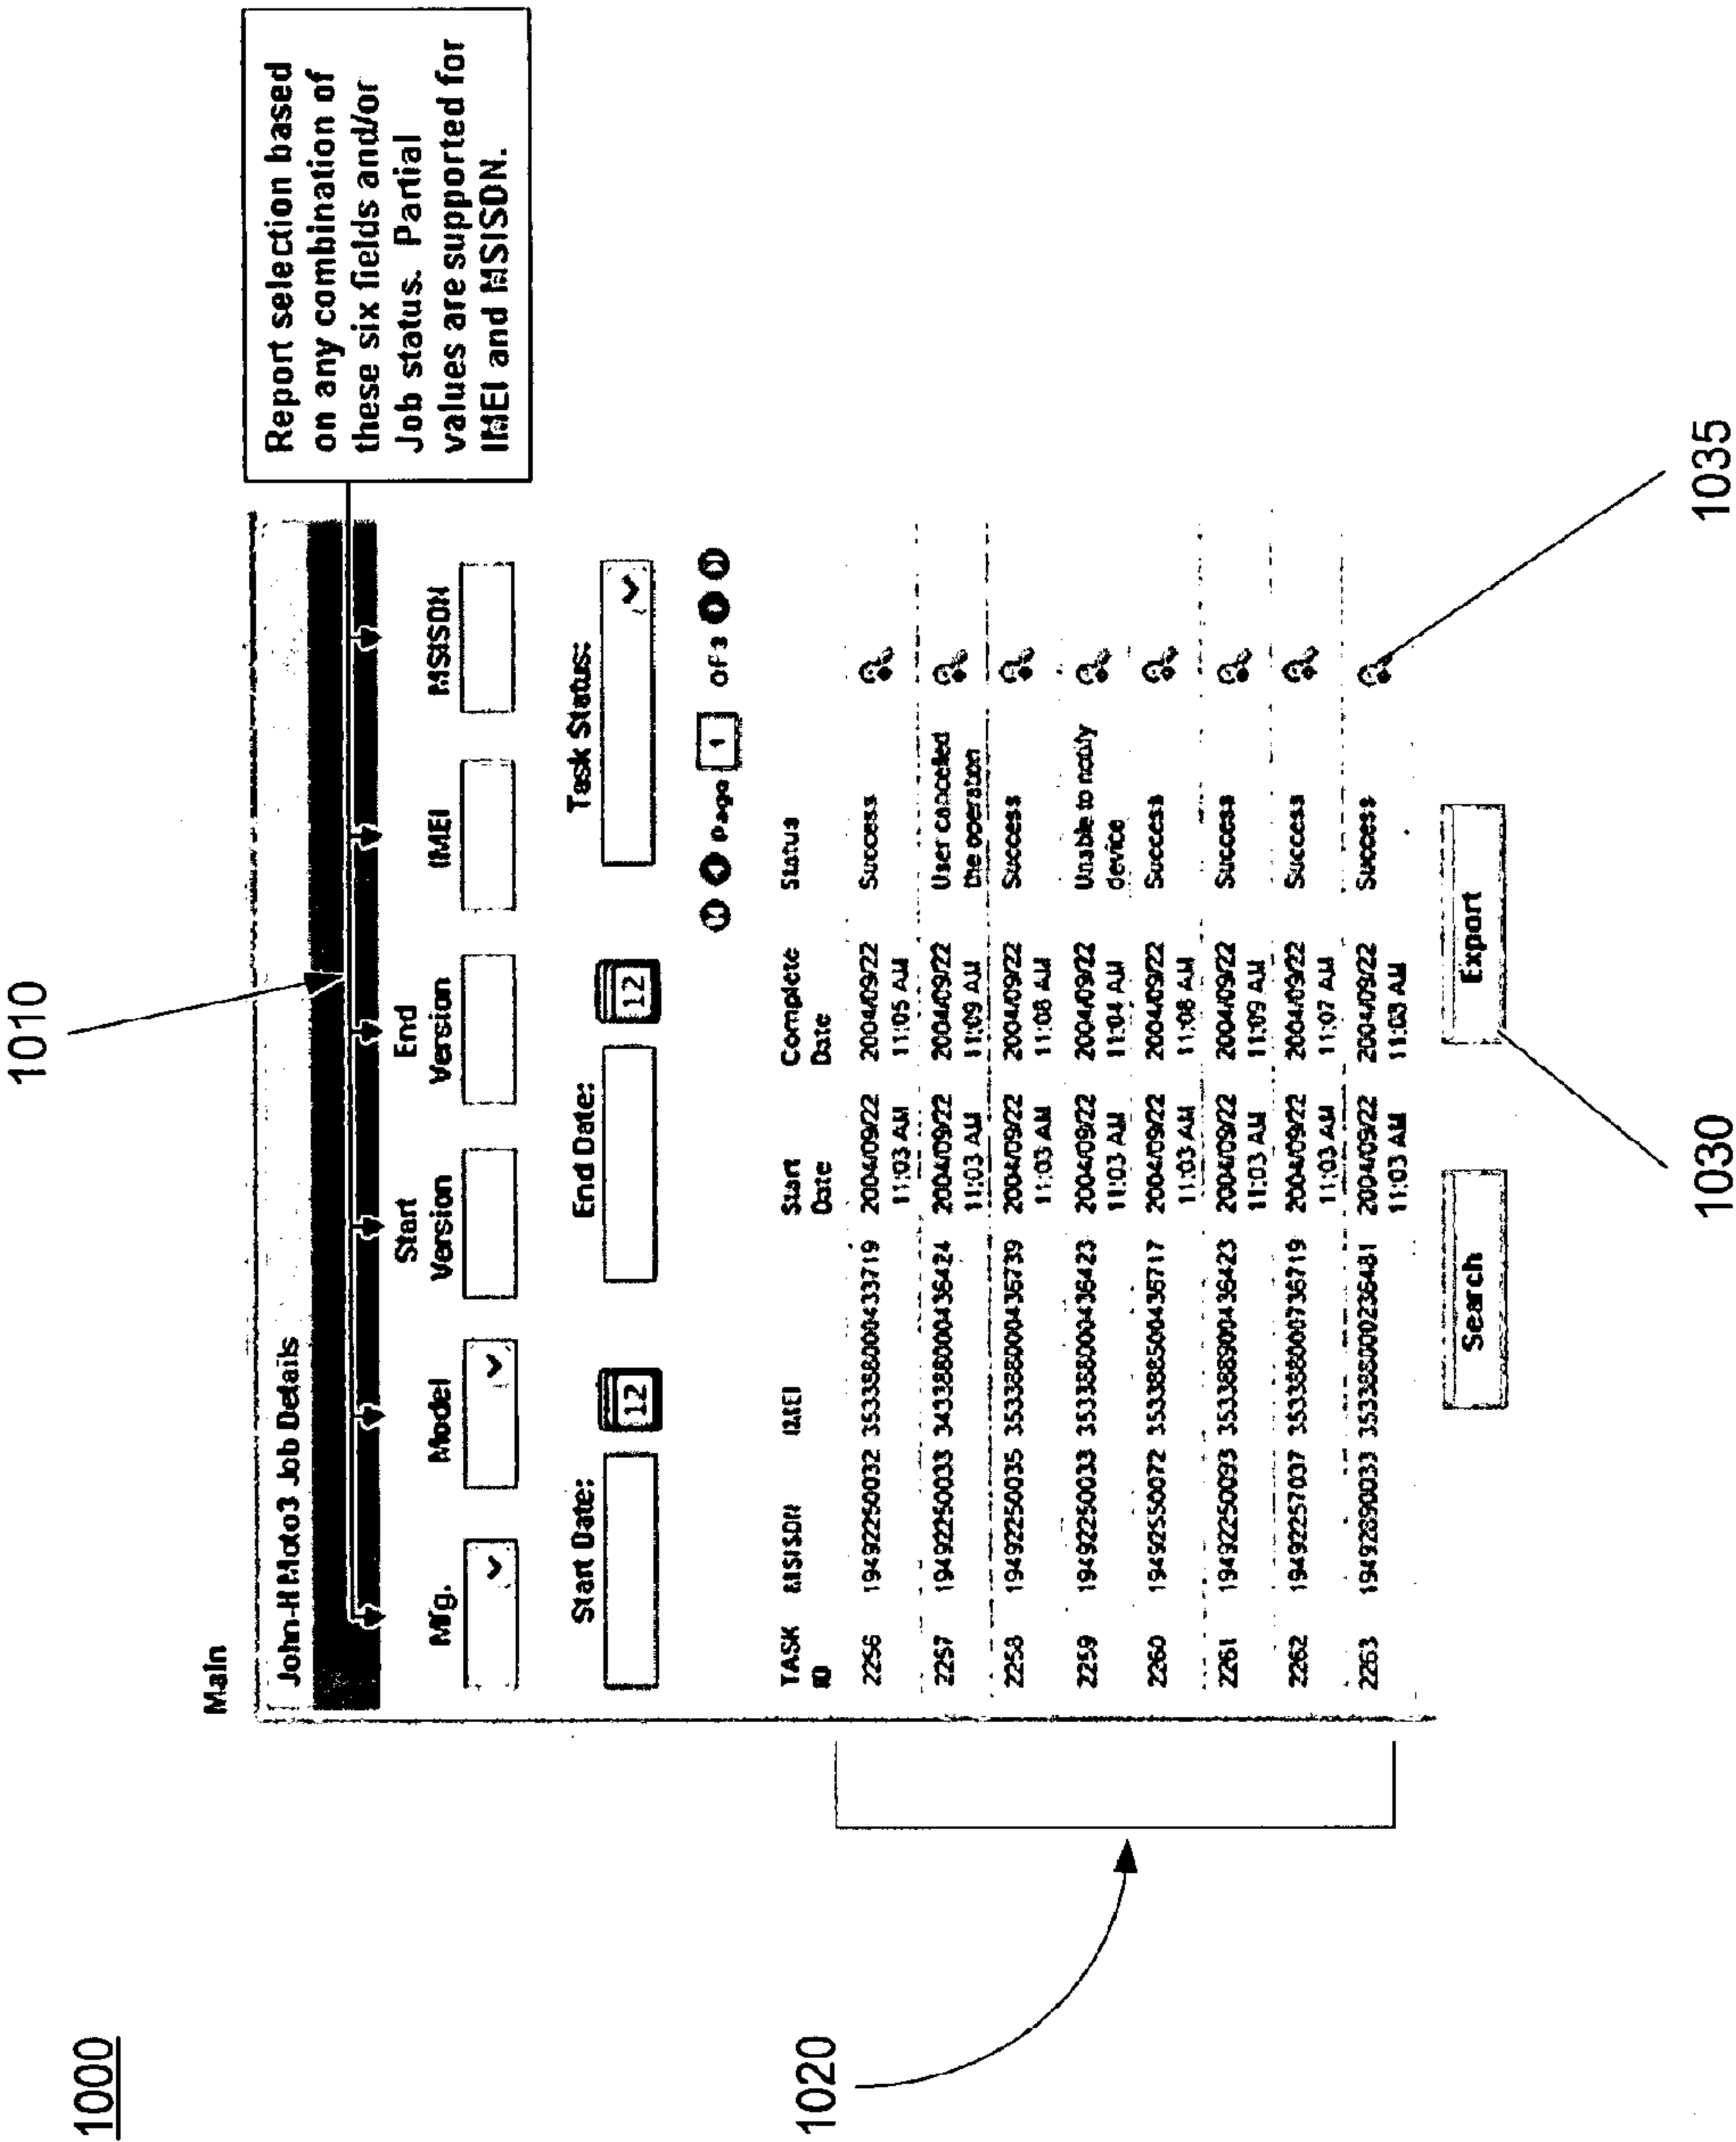 1000
1010
Main
John-H Moto3 Job Details
Report selection based
on any combination of
these six fields and/or
Job status. Partial
values are supported for
IMEI and MSISDN.
Mfg. Model Start Version End Version IMEI MSISDN
Start Date: 12 End Date: 12 Task Status:
Page 1 of 3
TASK ID MSISDN IMEI Start Date Complete Date Status
2256 19492250032 353388000433719 2004/09/22 11:03 AM 2004/09/22 11:05 AM Success
2257 19492250033 343388000436424 2004/09/22 11:03 AM 2004/09/22 11:09 AM User canceled the operation
2258 19492250035 353388000436739 2004/09/22 11:03 AM 2004/09/22 11:08 AM Success
2259 19492250033 353388000436423 2004/09/22 11:03 AM 2004/09/22 11:04 AM Unable to notify device
2260 19492550072 353388500436717 2004/09/22 11:03 AM 2004/09/22 11:08 AM Success
2261 19492250093 353388900436423 2004/09/22 11:03 AM 2004/09/22 11:09 AM Success
2262 19492257037 353388000736719 2004/09/22 11:03 AM 2004/09/22 11:07 AM Success
2263 19492890033 353388000236481 2004/09/22 11:03 AM 2004/09/22 11:03 AM Success
Search Export
1020
1030
1035